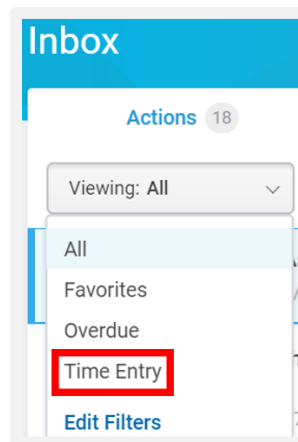 Inbox
Actions 18
Viewing: All
All
Favorites
Overdue
Time Entry
Edit Filters